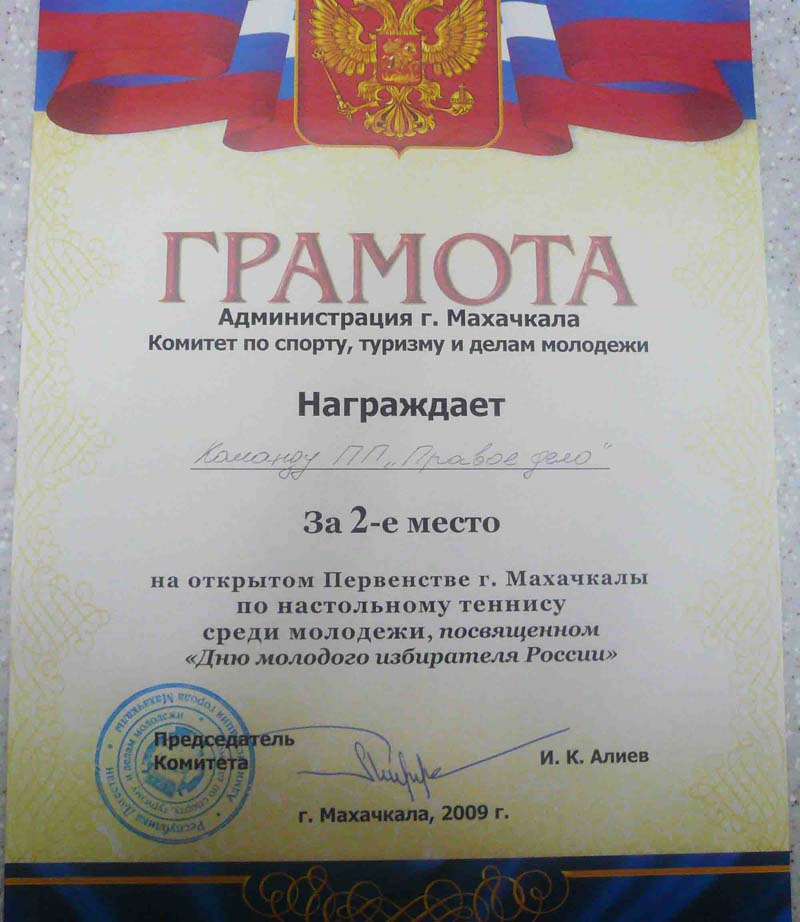 ГРАМОТА
Администрация г. Махачкала
Комитет по спорту, туризму и делам молодежи
Награждает
Команду ПП „Правое дело"
За 2-е место
на открытом Первенстве г. Махачкалы
по настольному теннису
среди молодежи, посвященном
«Дню молодого избирателя России»
Председатель
Комитета
И. К. Алиев
г. Махачкала, 2009 г.